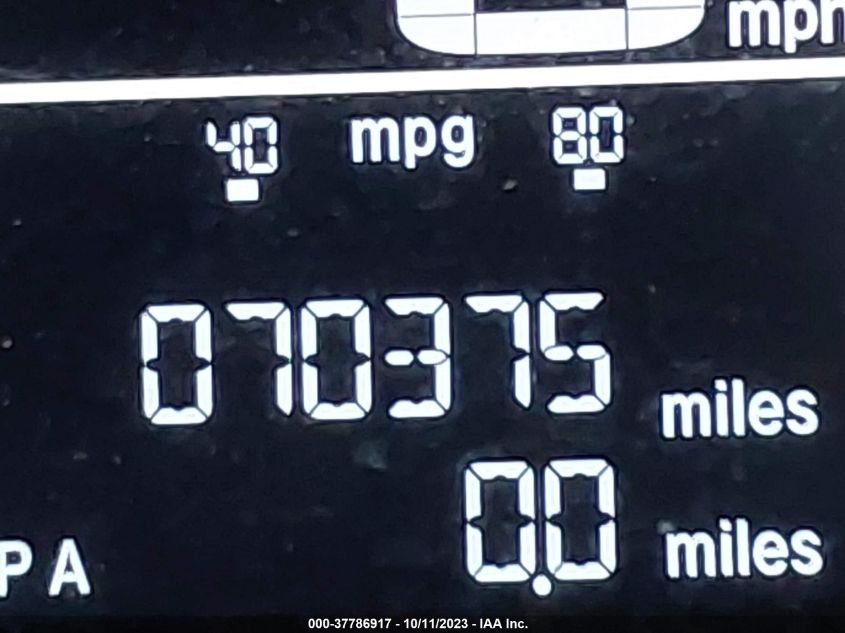 mph
40 mpg 80
070375 miles
0.0 miles
PA
000-37786917 - 10/11/2023 - IAA Inc.